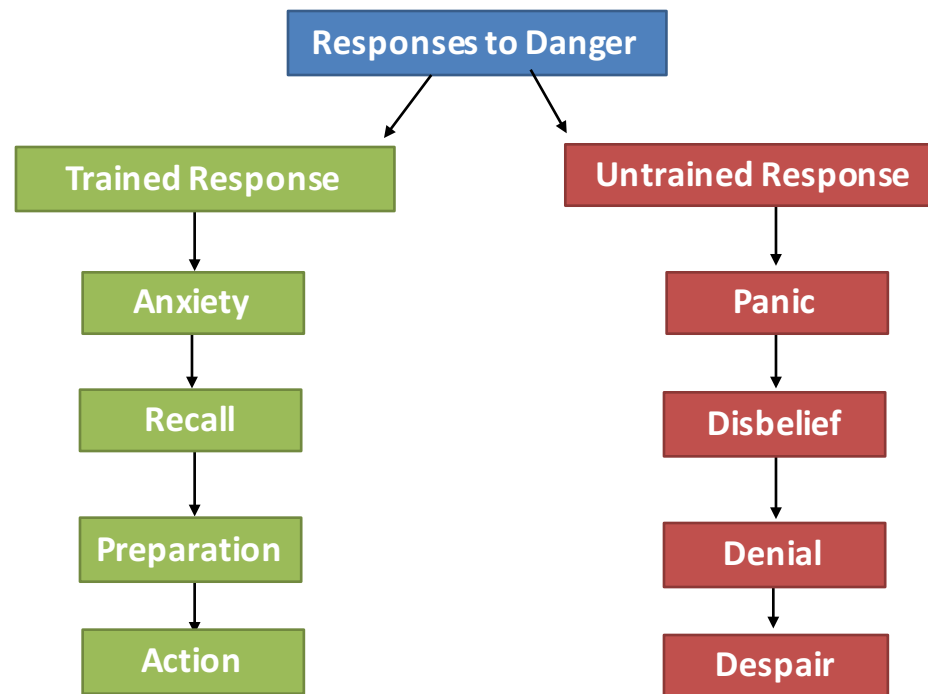 Responses to Danger
Trained Response
Untrained Response
Anxiety
Panic
Recall
Disbelief
Preparation
Denial
Action
Despair